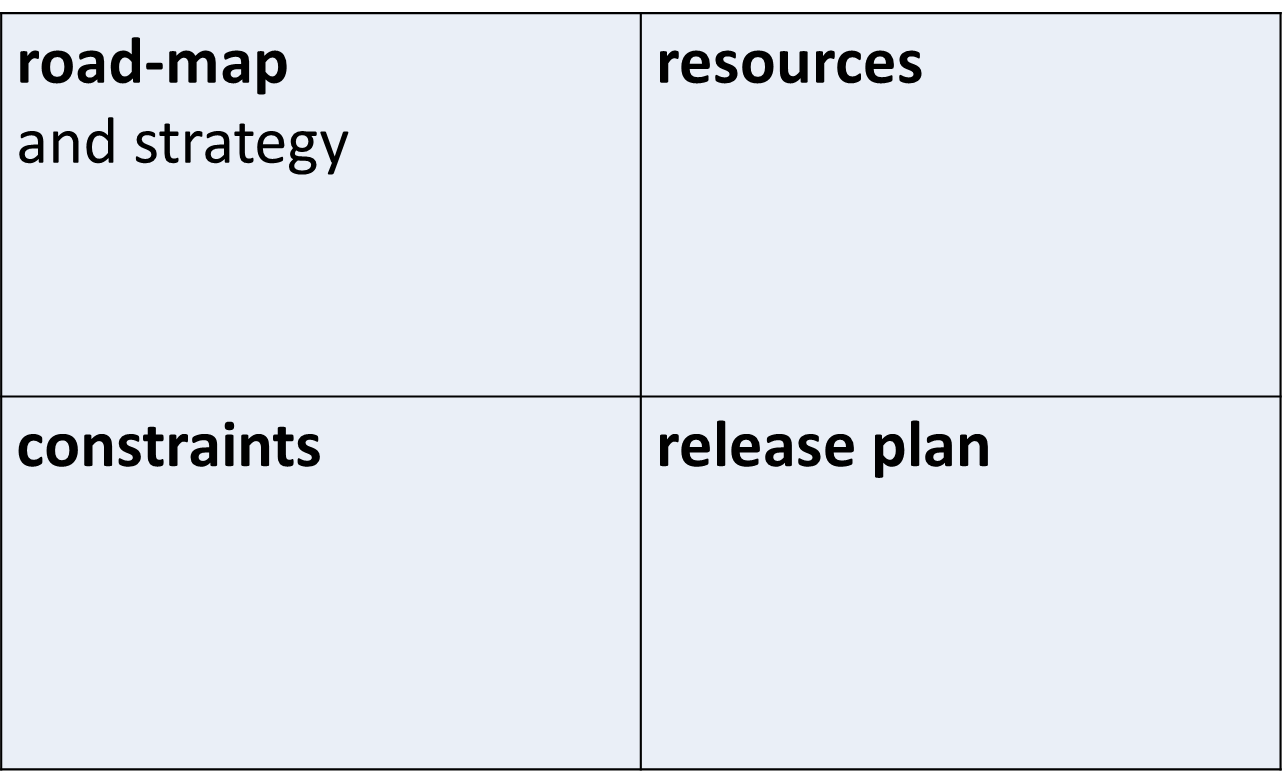 road-map
and strategy
resources
constraints
release plan